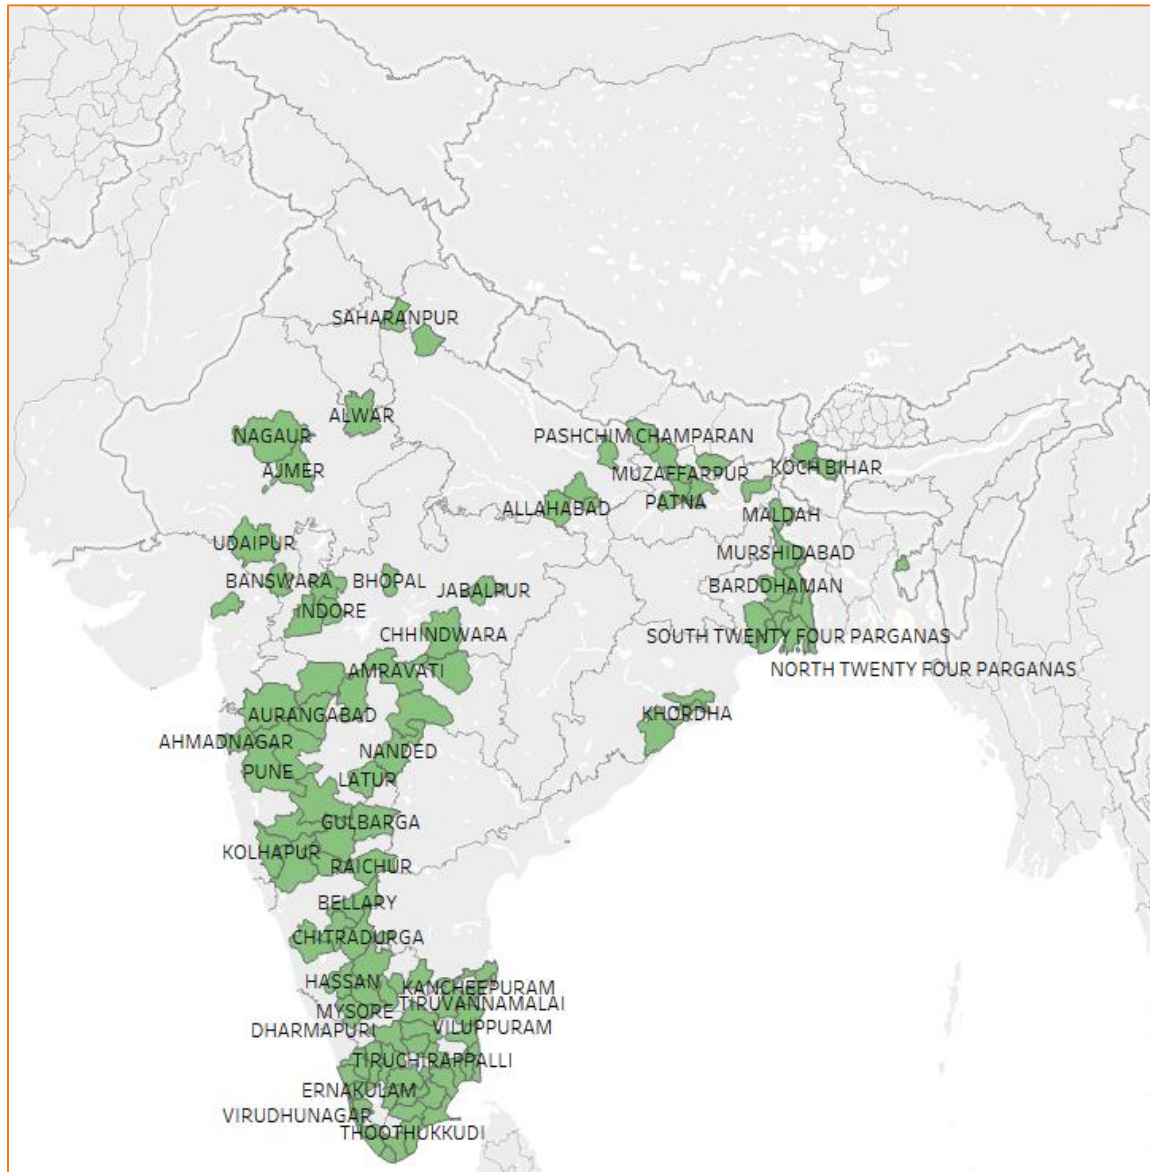 SAHARANPUR
ALWAR
NAGAUR
PASHCHIM CHAMPARAN
AJMER
KOCH BIHAR
MUZAFFARPUR
PATNA
ALLAHABAD
MALDAH
UDAIPUR
MURSHIDABAD
BANSWARA
BHOPAL
JABALPUR
BARDDHAMAN
INDORE
CHHINDWARA
SOUTH TWENTY FOUR PARGANAS
NORTH TWENTY FOUR PARGANAS
AMRAVATI
AURANGABAD
KHORDHA
AHMADNAGAR
NANDED
PUNE
LATUR
GULBARGA
KOLHAPUR
RAICHUR
BELLARY
CHITRADURGA
HASSAN
KANCHEEPURAM
TIRUVANNAMALAI
MYSORE
DHARMAPURI
VILUPPURAM
TIRUCHIRAPPALLI
ERNAKULAM
VIRUDHUNAGAR
THOOTHUKKUDI